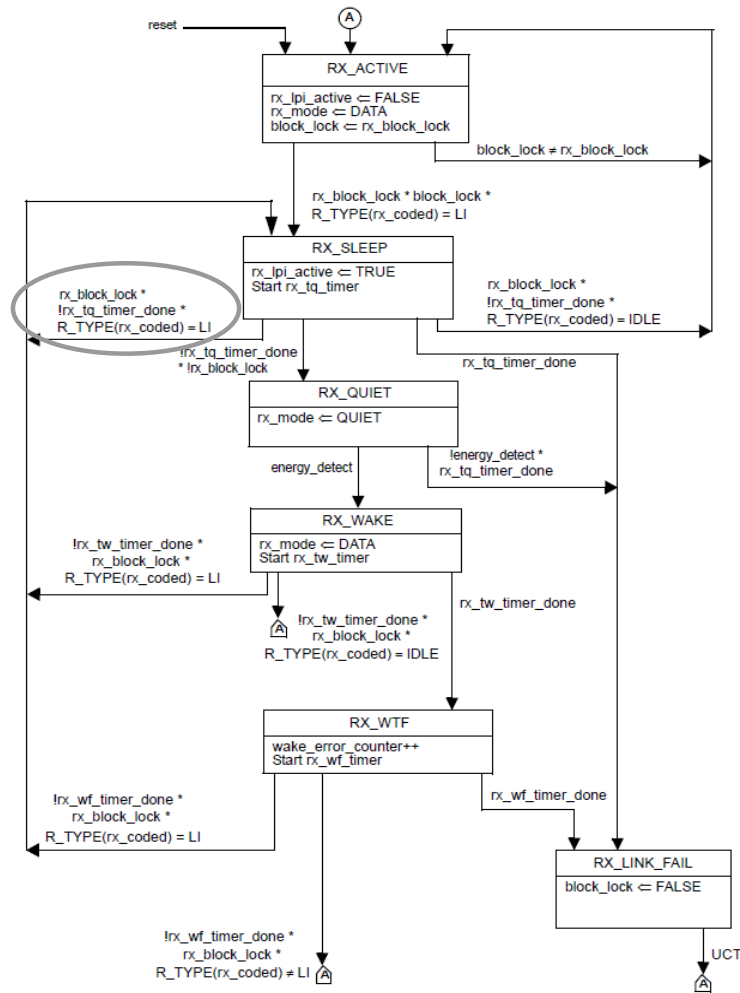 A
reset
RX_ACTIVE
rx_lpi_active ⇐ FALSE
rx_mode ⇐ DATA
block_lock ⇐ rx_block_lock
block_lock ≠ rx_block_lock
rx_block_lock * block_lock *
R_TYPE(rx_coded) = LI
RX_SLEEP
rx_lpi_active ⇐ TRUE
Start rx_tq_timer
rx_block_lock *
!rx_tq_timer_done *
R_TYPE(rx_coded) = LI
rx_block_lock *
!rx_tq_timer_done *
R_TYPE(rx_coded) = IDLE
!rx_tq_timer_done
* !rx_block_lock
rx_tq_timer_done
RX_QUIET
rx_mode ⇐ QUIET
energy_detect
!energy_detect *
rx_tq_timer_done
RX_WAKE
rx_mode ⇐ DATA
Start rx_tw_timer
!rx_tw_timer_done *
rx_block_lock *
R_TYPE(rx_coded) = LI
A
!rx_tw_timer_done *
rx_block_lock *
R_TYPE(rx_coded) = IDLE
rx_tw_timer_done
RX_WTF
wake_error_counter++
Start rx_wf_timer
!rx_wf_timer_done *
rx_block_lock *
R_TYPE(rx_coded) = LI
rx_wf_timer_done
RX_LINK_FAIL
block_lock ⇐ FALSE
!rx_wf_timer_done *
rx_block_lock *
R_TYPE(rx_coded) ≠ LI
A
UCT
A